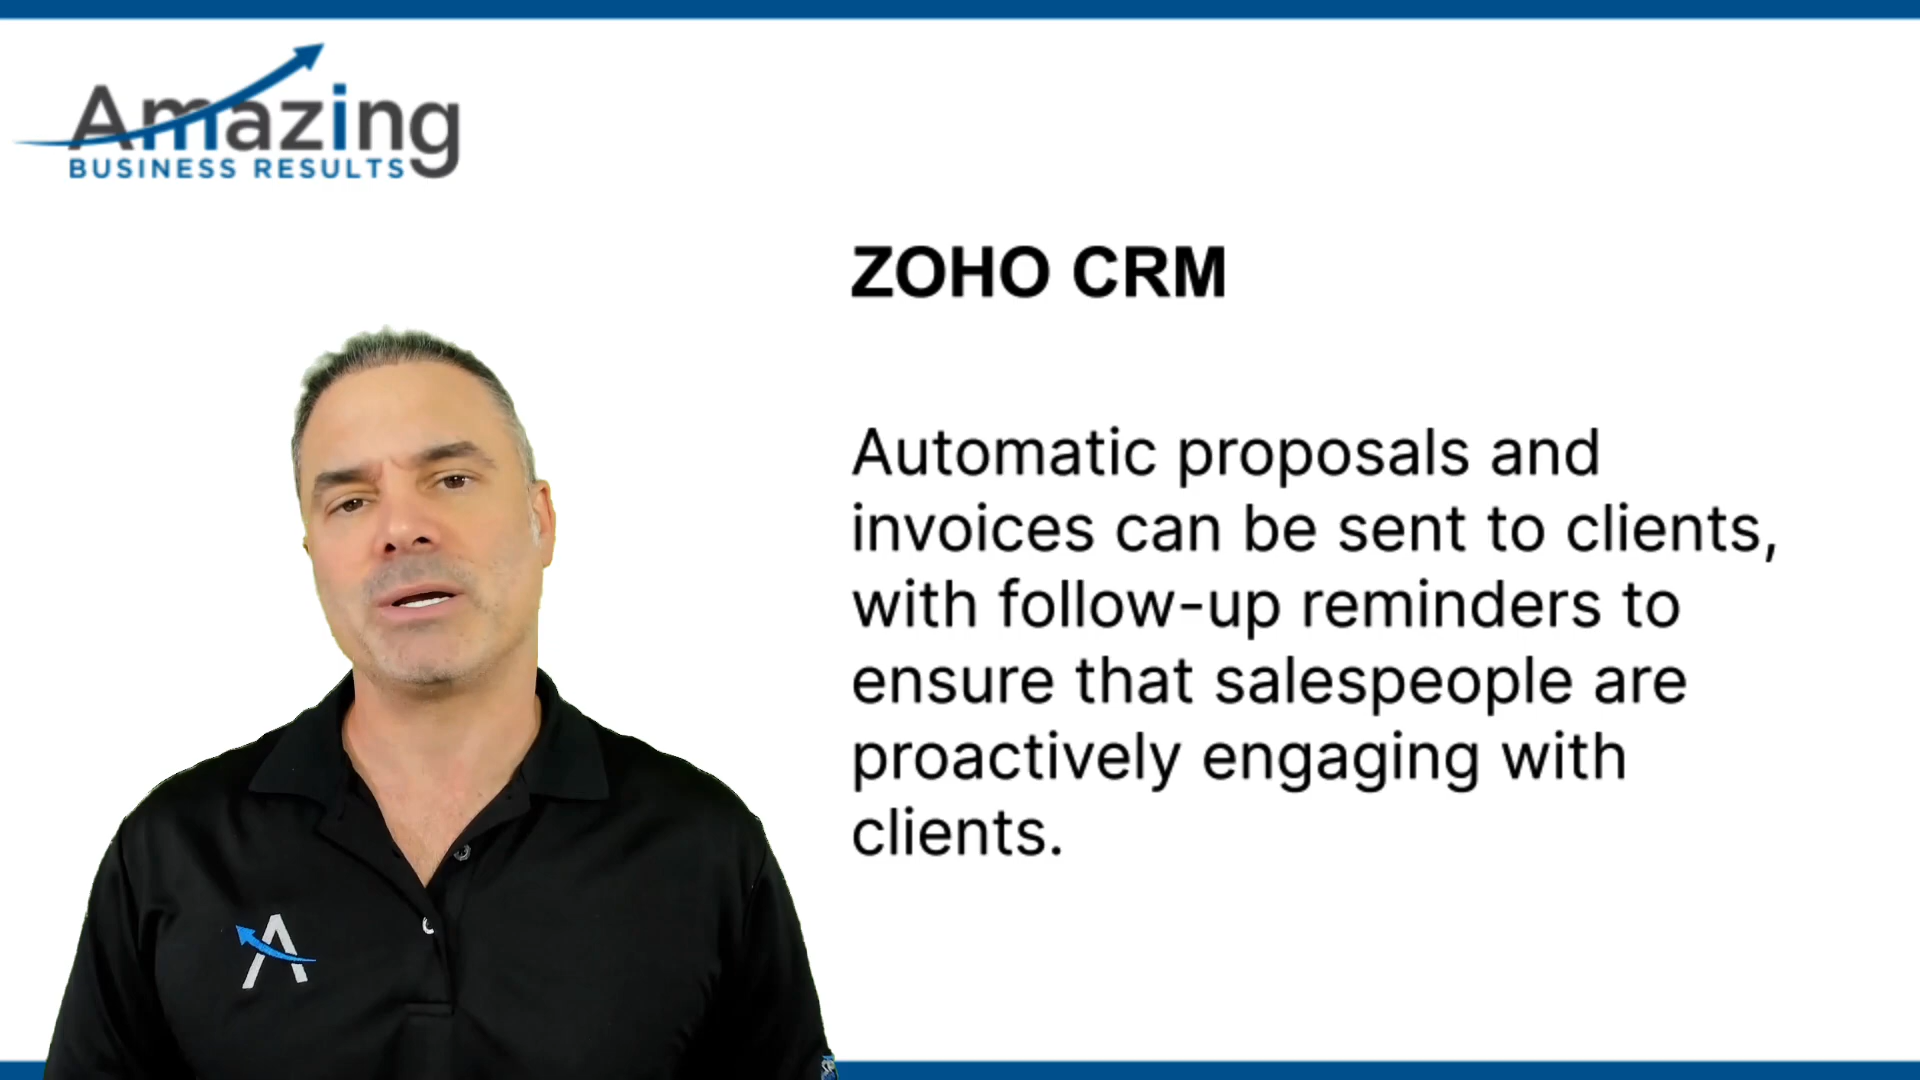 Amazing
BUSINESS RESULTS
ZOHO CRM
Automatic proposals and
invoices can be sent to clients,
with follow-up reminders to
ensure that salespeople are
proactively engaging with
clients.
A